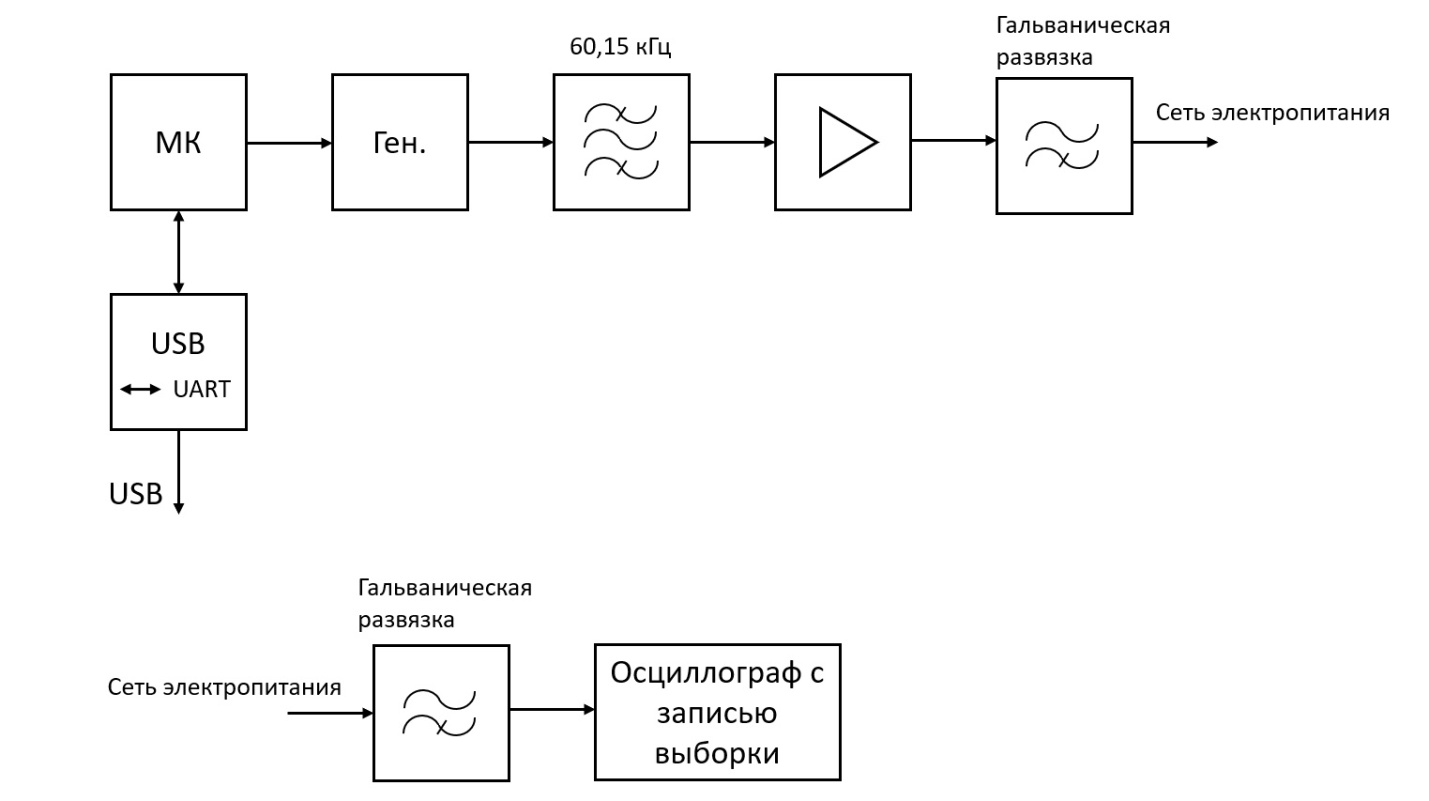 Гальваническая
развязка
60,15 кГц
МК
Ген.
Сеть электропитания
USB
UART
USB
Гальваническая
развязка
Сеть электропитания
Осциллограф с
записью
выборки